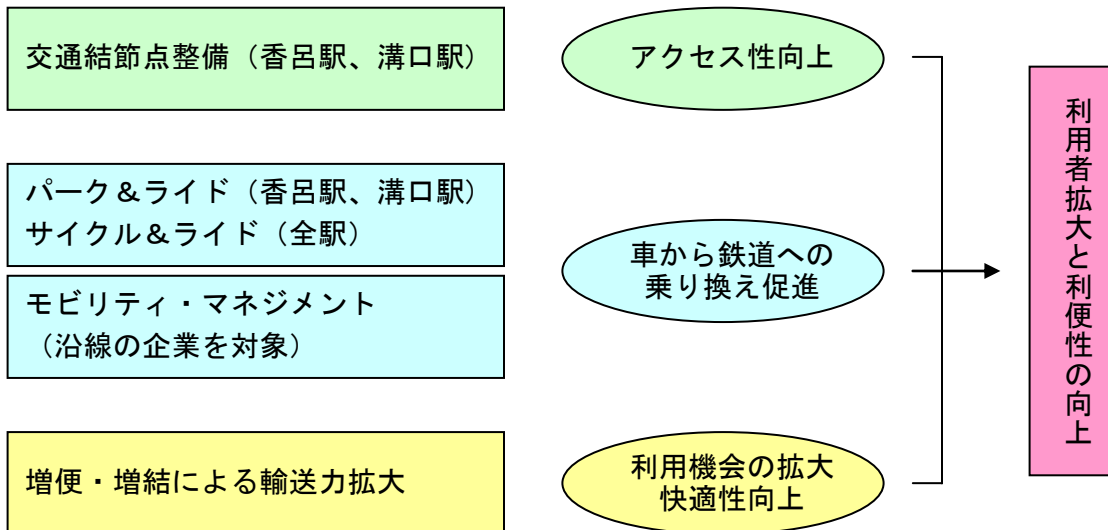 交通結節点整備（香呂駅、溝口駅）
アクセス性向上
パーク＆ライド（香呂駅、溝口駅）
サイクル＆ライド（全駅）
モビリティ・マネジメント
（沿線の企業を対象）
車から鉄道への
乗り換え促進
増便・増結による輸送力拡大
利用機会の拡大
快適性向上
利用者拡大と利便性の向上